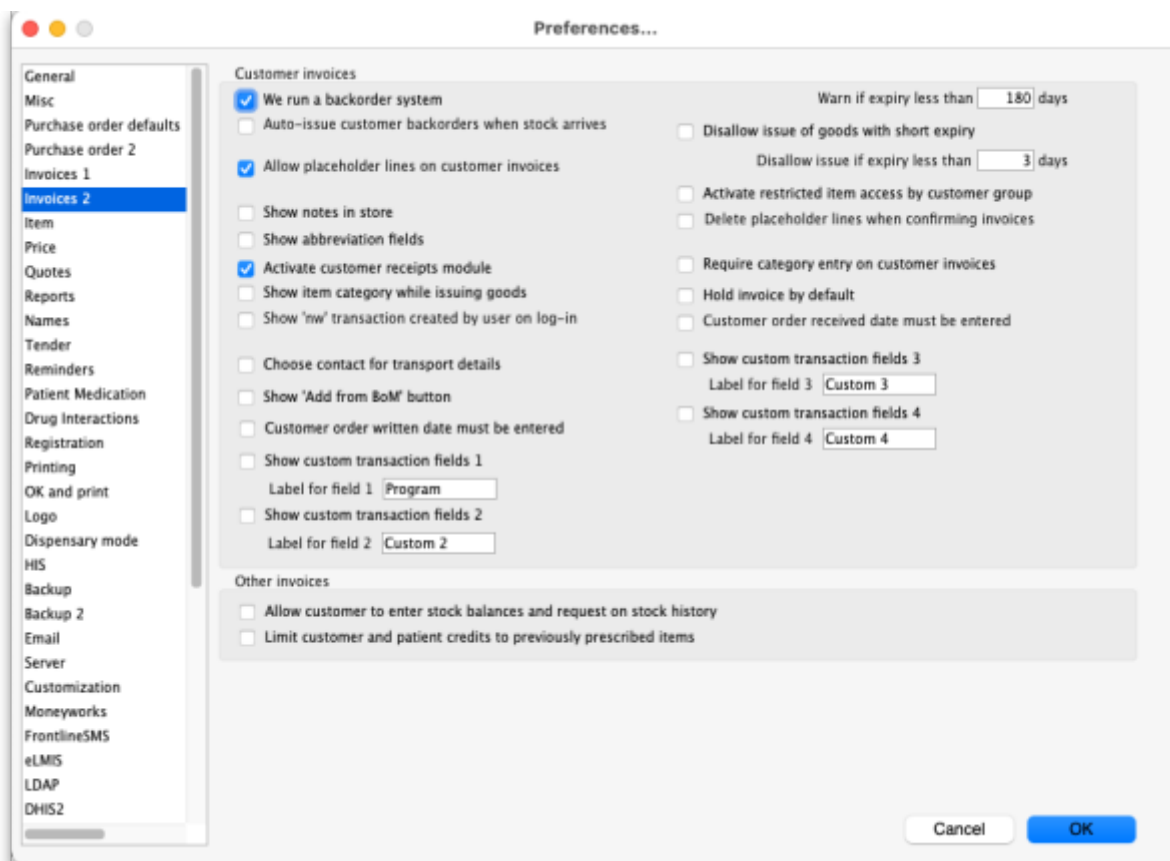 Preferences...
General
Misc
Purchase order defaults
Purchase order 2
Invoices 1
Invoices 2
Item
Price
Quotes
Reports
Names
Tender
Reminders
Patient Medication
Drug Interactions
Registration
Printing
OK and print
Logo
Dispensary mode
HIS
Backup
Backup 2
Email
Server
Customization
Moneyworks
FrontlineSMS
eLMIS
LDAP
DHIS2
Customer invoices
We run a backorder system
Auto-issue customer backorders when stock arrives
Allow placeholder lines on customer invoices
Show notes in store
Show abbreviation fields
Activate customer receipts module
Show item category while issuing goods
Show 'nw' transaction created by user on log-in
Choose contact for transport details
Show 'Add from BoM' button
Customer order written date must be entered
Show custom transaction fields 1
Label for field 1 Program
Show custom transaction fields 2
Label for field 2 Custom 2
Warn if expiry less than 180 days
Disallow issue of goods with short expiry
Disallow issue if expiry less than 3 days
Activate restricted item access by customer group
Delete placeholder lines when confirming invoices
Require category entry on customer invoices
Hold invoice by default
Customer order received date must be entered
Show custom transaction fields 3
Label for field 3 Custom 3
Show custom transaction fields 4
Label for field 4 Custom 4
Other invoices
Allow customer to enter stock balances and request on stock history
Limit customer and patient credits to previously prescribed items
Cancel
OK